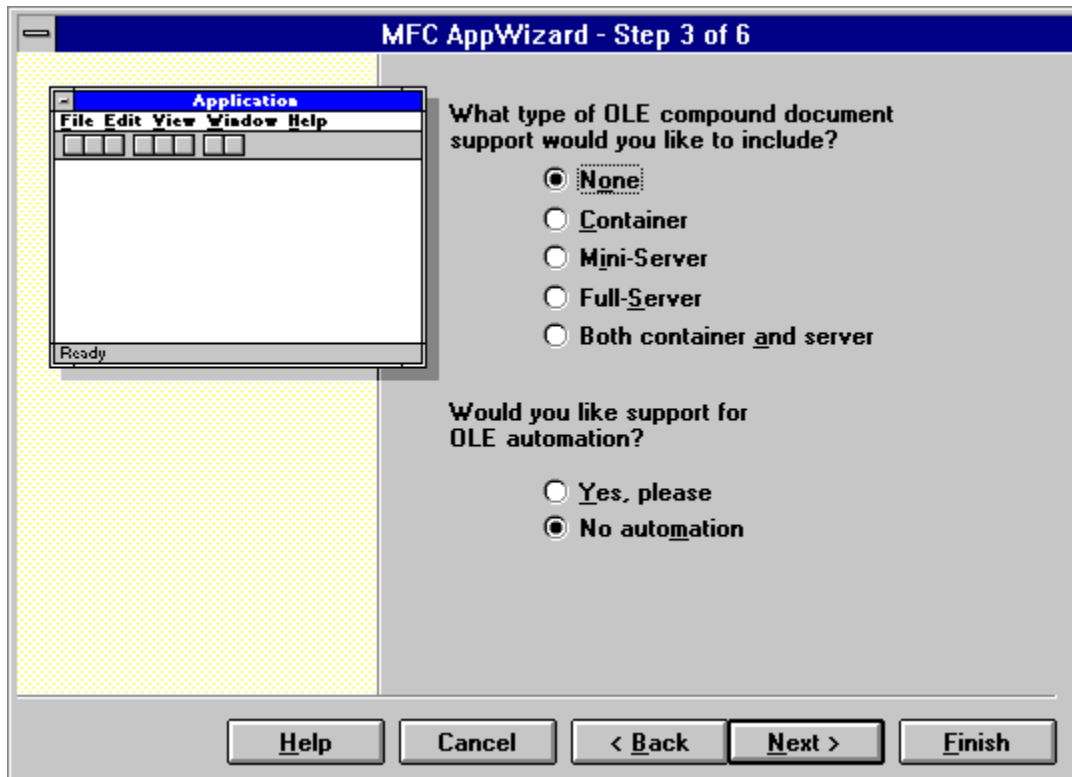 MFC AppWizard - Step 3 of 6
Application
File Edit View Window Help
Ready
What type of OLE compound document
support would you like to include?
None
Container
Mini-Server
Full-Server
Both container and server
Would you like support for
OLE automation?
Yes, please
No automation
Help Cancel < Back Next > Finish